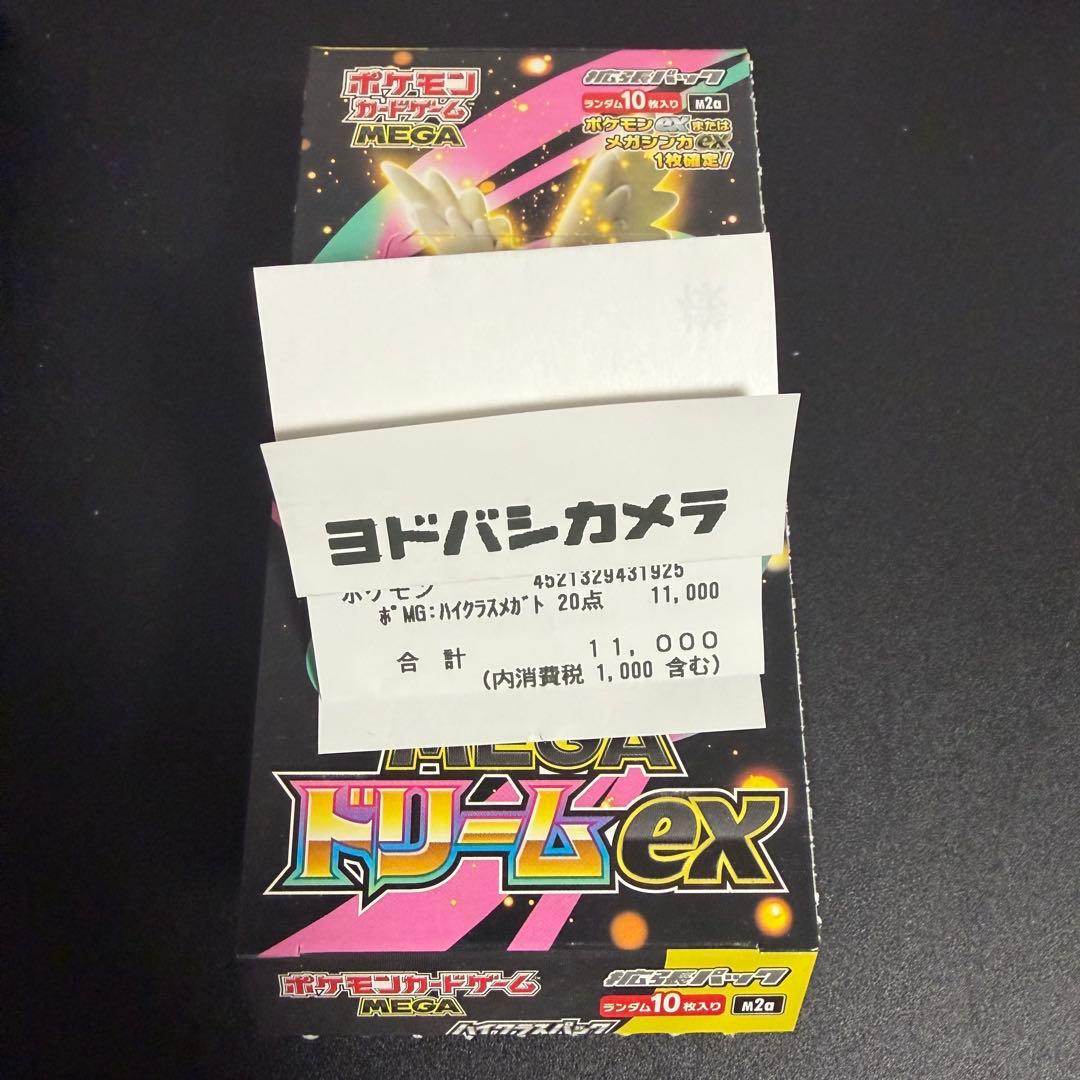 ポケモン
カードゲーム
MEGA
拡張パック
ランダム10枚入り M2a
ポケモンexまたは
メガシンカex
1枚確定!
料
ヨドバシカメラ
ポケモン 4521329431925
ポMG:ハイクラスメガト 20点 11,000
合計 11,000
(内消費税 1,000 含む)
MEGA
ドリームex
ポケモンカードゲーム
MEGA
拡張パック
ランダム10枚入り M2a
ハイクラスパック